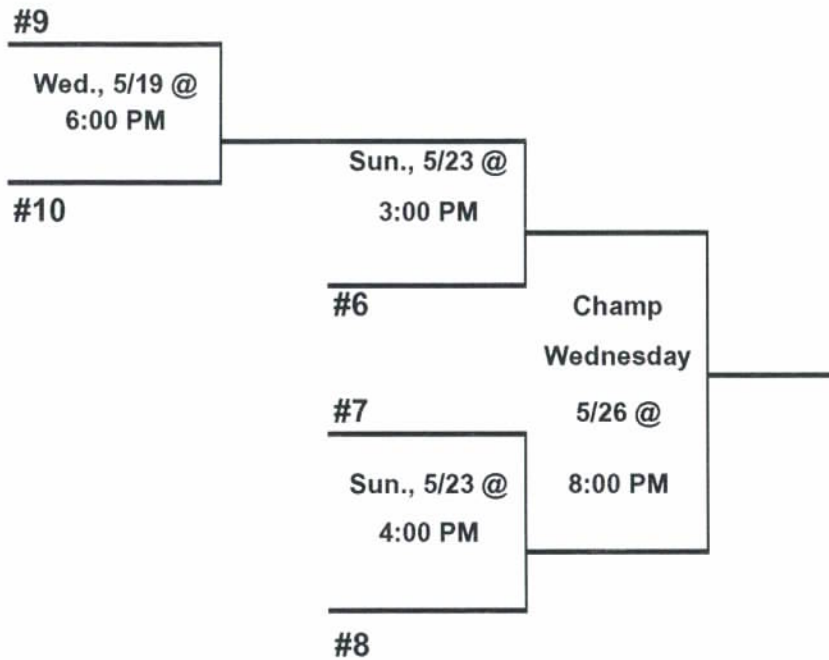 #9
Wed., 5/19 @
6:00 PM
#10
Sun., 5/23 @
3:00 PM
#6
Champ
Wednesday
5/26 @
8:00 PM
#7
Sun., 5/23 @
4:00 PM
#8